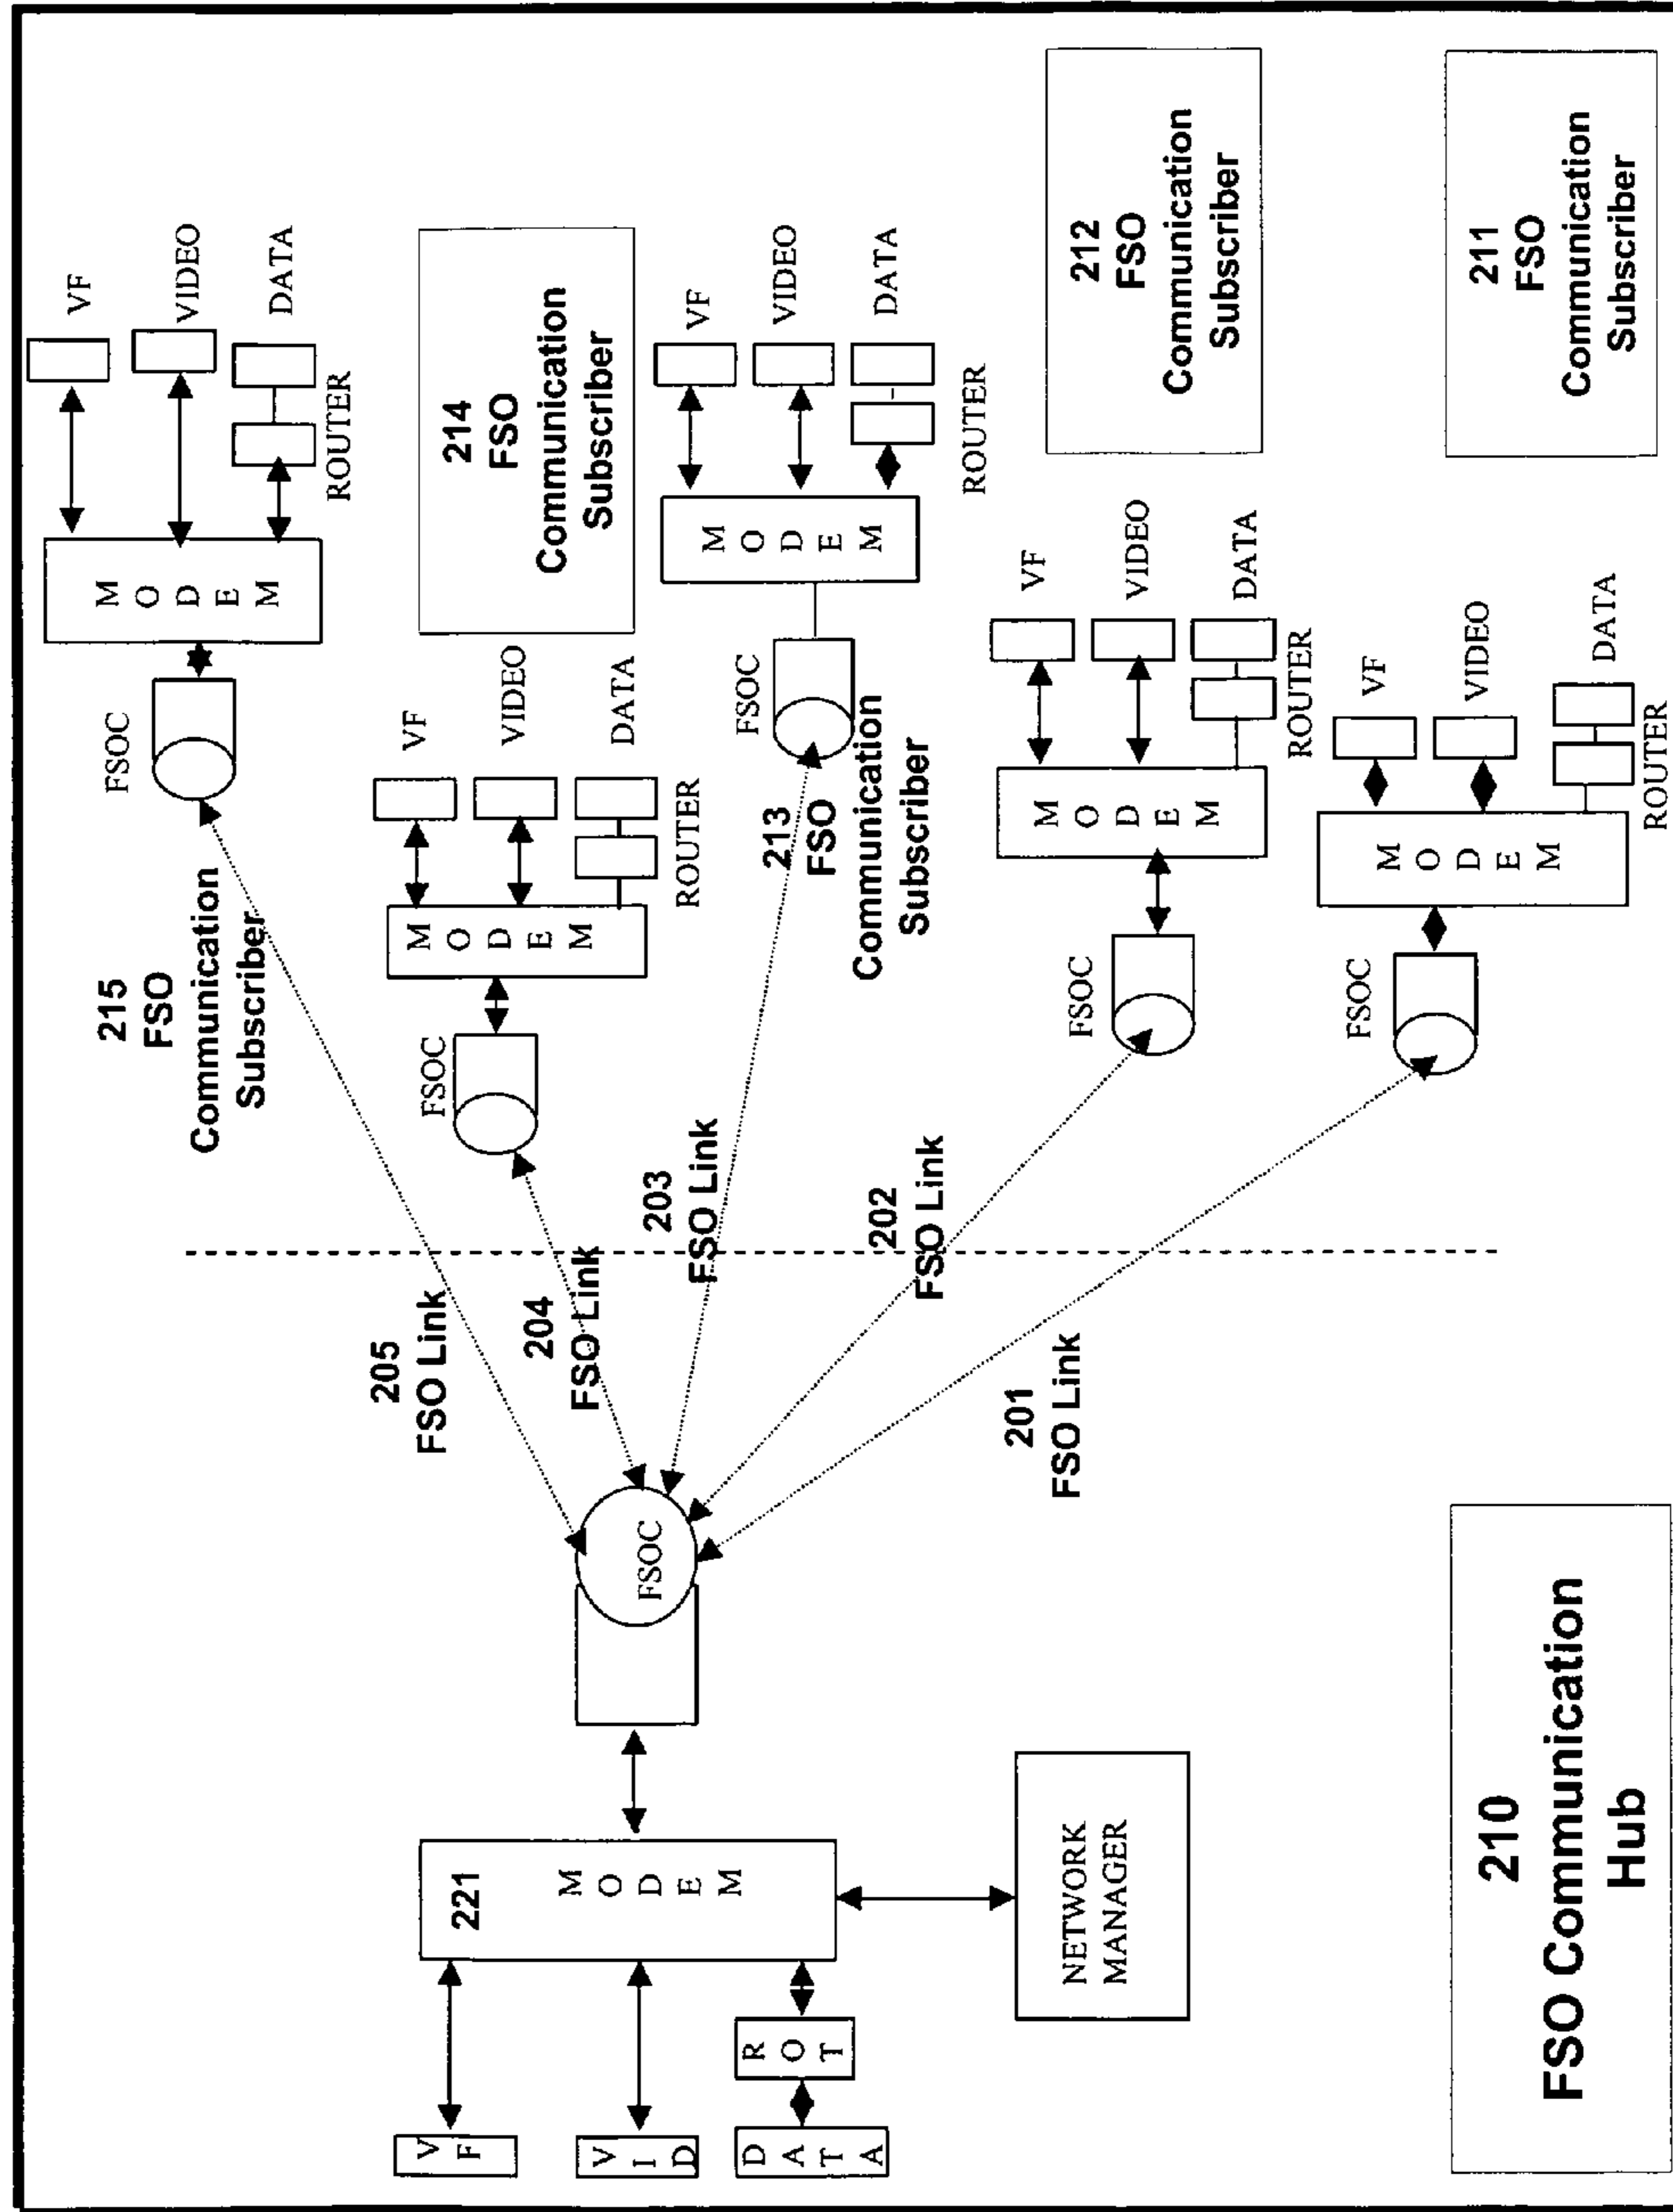 VF
VID
DATA
ROT
221
MODEM
NETWORK
MANAGER
FSOC
210
FSO Communication
Hub
205
FSO Link
204
FSO Link
203
FSO Link
202
FSO Link
201
FSO Link
215
FSO
Communication
Subscriber
FSOC
MODEM
VF
VIDEO
DATA
ROUTER
FSOC
MODEM
VF
VIDEO
DATA
ROUTER
214
FSO
Communication
Subscriber
213
FSO
Communication
Subscriber
FSOC
MODEM
VF
VIDEO
DATA
ROUTER
FSOC
MODEM
VF
VIDEO
DATA
ROUTER
212
FSO
Communication
Subscriber
FSOC
MODEM
VF
VIDEO
DATA
ROUTER
211
FSO
Communication
Subscriber